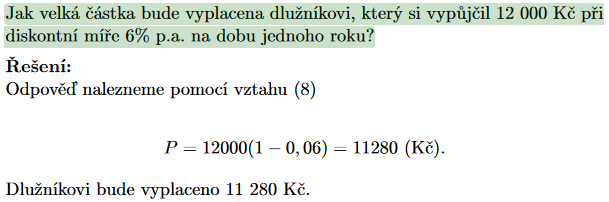 Jak velká částka bude vyplacena dlužníkovi, který si vypůjčil 12 000 Kč při
diskontní míře 6% p.a. na dobu jednoho roku?
Řešení:
Odpověď nalezneme pomocí vztahu (8)
P = 12000(1 − 0, 06) = 11280 (Kč).
Dlužníkovi bude vyplaceno 11 280 Kč.